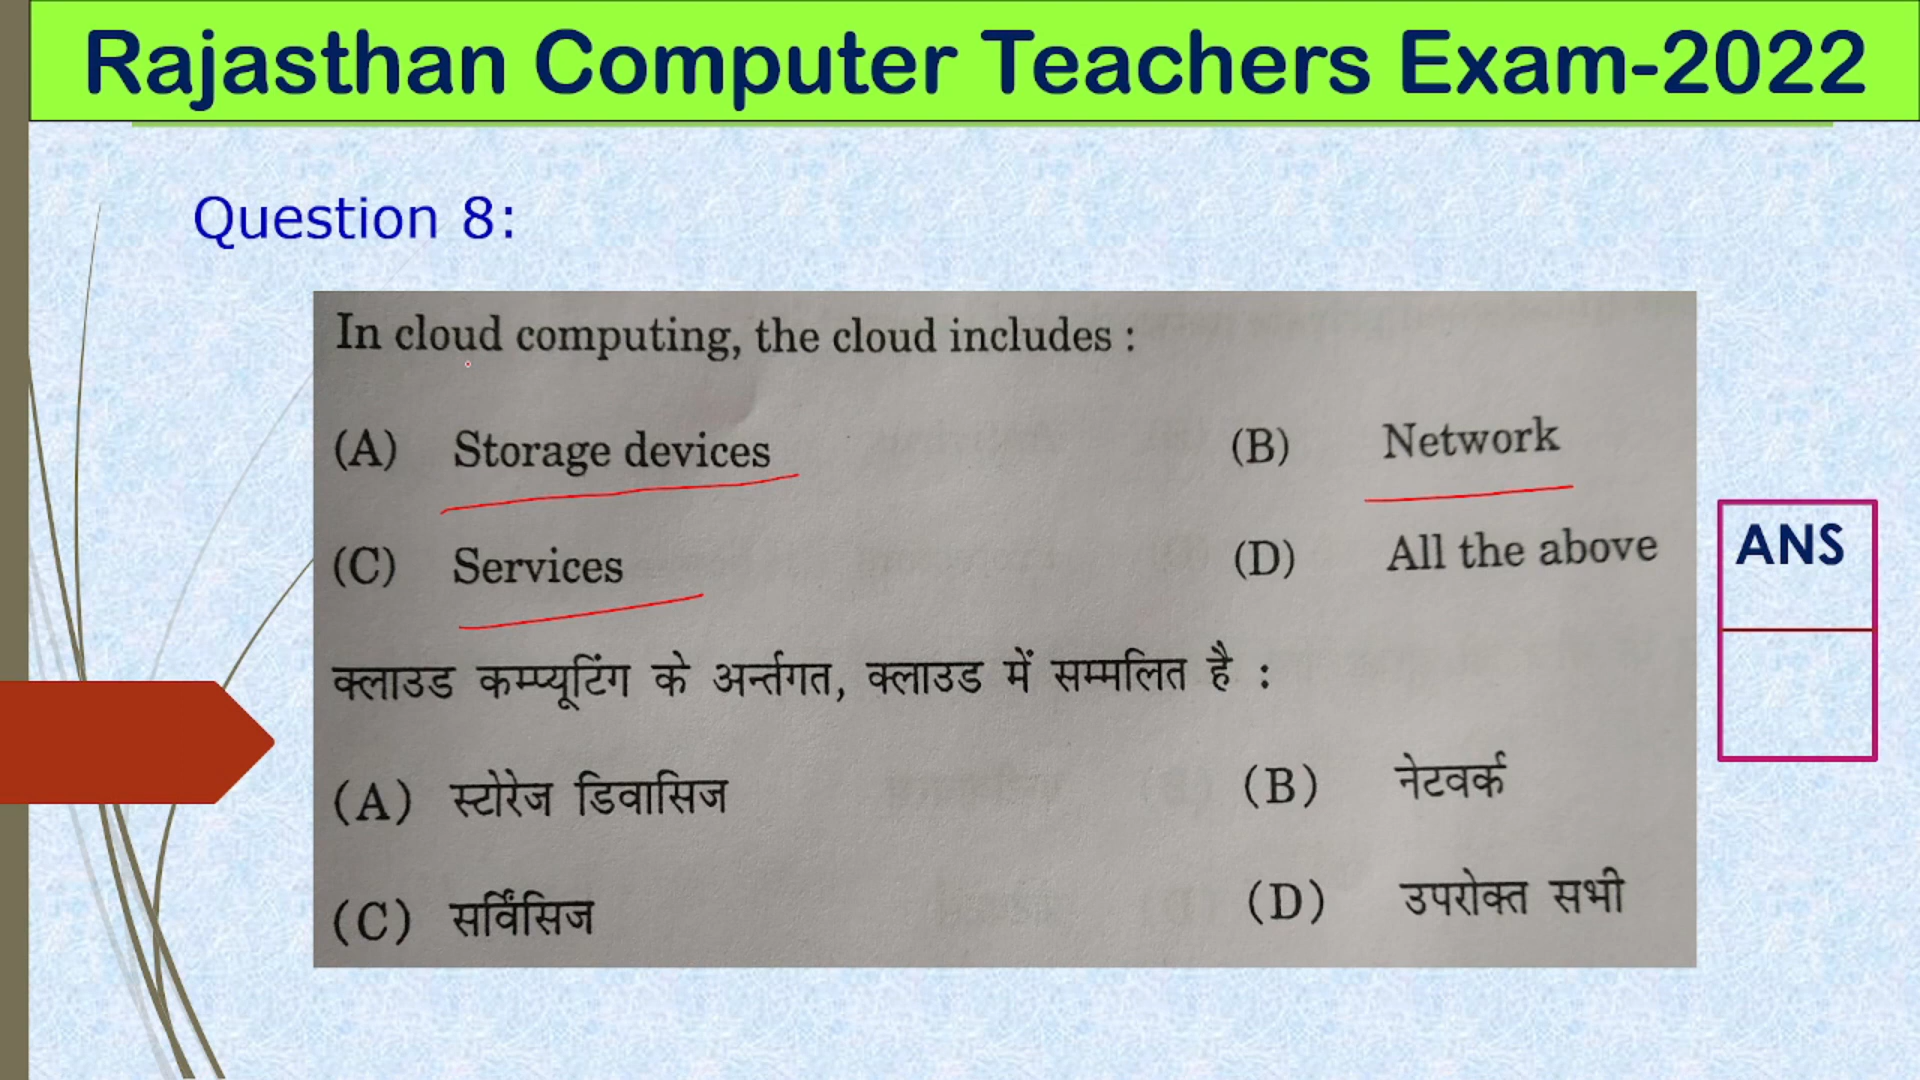 Rajasthan Computer Teachers Exam-2022
Question 8:
In cloud computing, the cloud includes :
(A) Storage devices (B) Network
(C) Services (D) All the above
ANS
क्लाउड कम्प्यूटिंग के अर्न्तगत, क्लाउड में सम्मलित है :
(A) स्टोरेज डिवासिज (B) नेटवर्क
(C) सर्विंसिज (D) उपरोक्त सभी